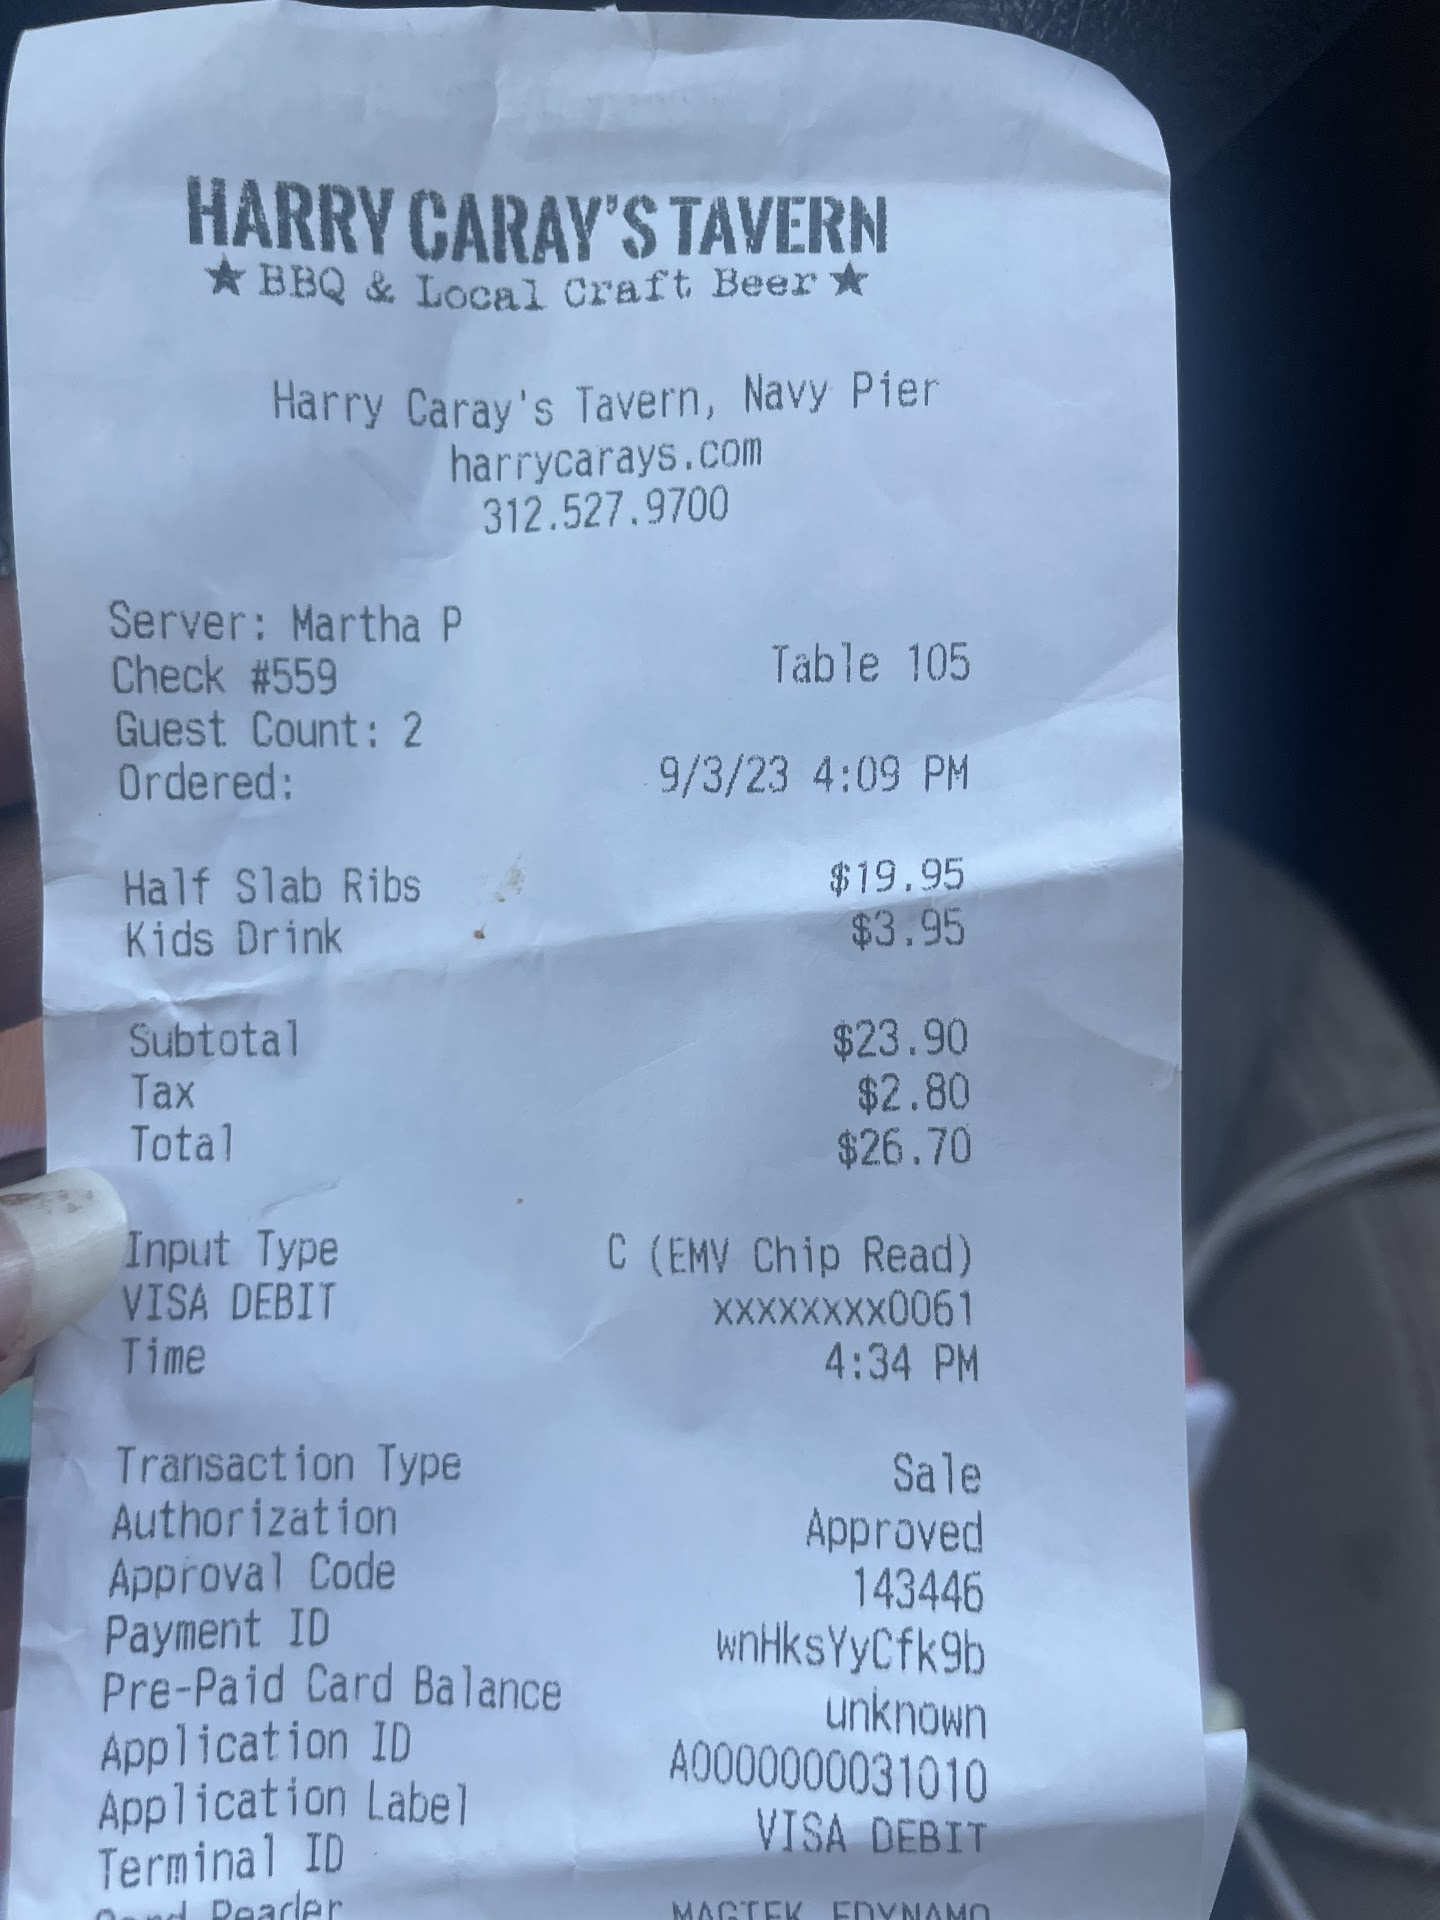 HARRY CARAY'S TAVERN
★ BBQ & Local Craft Beer ★
Harry Caray's Tavern, Navy Pier
harrycarays.com
312.527.9700
Server: Martha P
Check #559 Table 105
Guest Count: 2
Ordered: 9/3/23 4:09 PM
Half Slab Ribs $19.95
Kids Drink $3.95
Subtotal $23.90
Tax $2.80
Total $26.70
Input Type C (EMV Chip Read)
VISA DEBIT xxxxxxxx0061
Time 4:34 PM
Transaction Type Sale
Authorization Approved
Approval Code 143446
Payment ID wnHksYyCfk9b
Pre-Paid Card Balance unknown
Application ID A0000000031010
Application Label VISA DEBIT
Terminal ID
Card Reader MAGTEK EDYNAMO